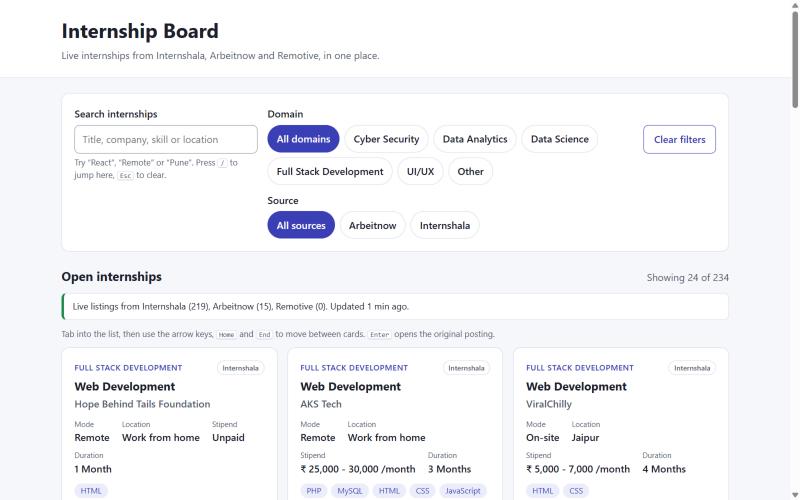 Internship Board
Live internships from Internshala, Arbeitnow and Remotive, in one place.
Search internships
Title, company, skill or location
Try "React", "Remote" or "Pune". Press / to
jump here, Esc to clear.
Domain
All domains Cyber Security Data Analytics Data Science
Full Stack Development UI/UX Other
Source
All sources Arbeitnow Internshala
Clear filters
Open internships Showing 24 of 234
Live listings from Internshala (219), Arbeitnow (15), Remotive (0). Updated 1 min ago.
Tab into the list, then use the arrow keys, Home and End to move between cards. Enter opens the original posting.
FULL STACK DEVELOPMENT Internshala
Web Development
Hope Behind Tails Foundation
Mode Location Stipend
Remote Work from home Unpaid
Duration
1 Month
HTML
FULL STACK DEVELOPMENT Internshala
Web Development
AKS Tech
Mode Location
Remote Work from home
Stipend Duration
₹ 25,000 - 30,000 /month 3 Months
PHP MySQL HTML CSS JavaScript
FULL STACK DEVELOPMENT Internshala
Web Development
ViralChilly
Mode Location
On-site Jaipur
Stipend Duration
₹ 5,000 - 7,000 /month 4 Months
HTML CSS